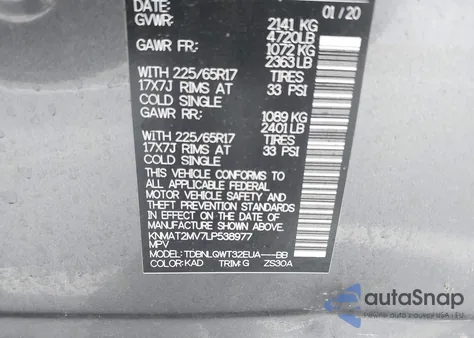 DATE: 01/20
GVWR: 2141 KG
4720LB
GAWR FR: 1072 KG
2363 LB
WITH 225/65R17 TIRES
17X7J RIMS AT 33 PSI
COLD SINGLE
GAWR RR: 1089 KG
2401 LB
WITH 225/65R17 TIRES
17X7J RIMS AT 33 PSI
COLD SINGLE
THIS VEHICLE CONFORMS TO ALL
APPLICABLE FEDERAL
MOTOR VEHICLE SAFETY AND
THEFT PREVENTION STANDARDS
IN EFFECT ON THE DATE OF
MANUFACTURE SHOWN ABOVE.
KNMAT2MV7LP538977
MPV
MODEL: TDBNLQWT32EUA---BB
COLOR: KAD TRIM: G ZS30A
autoSnap